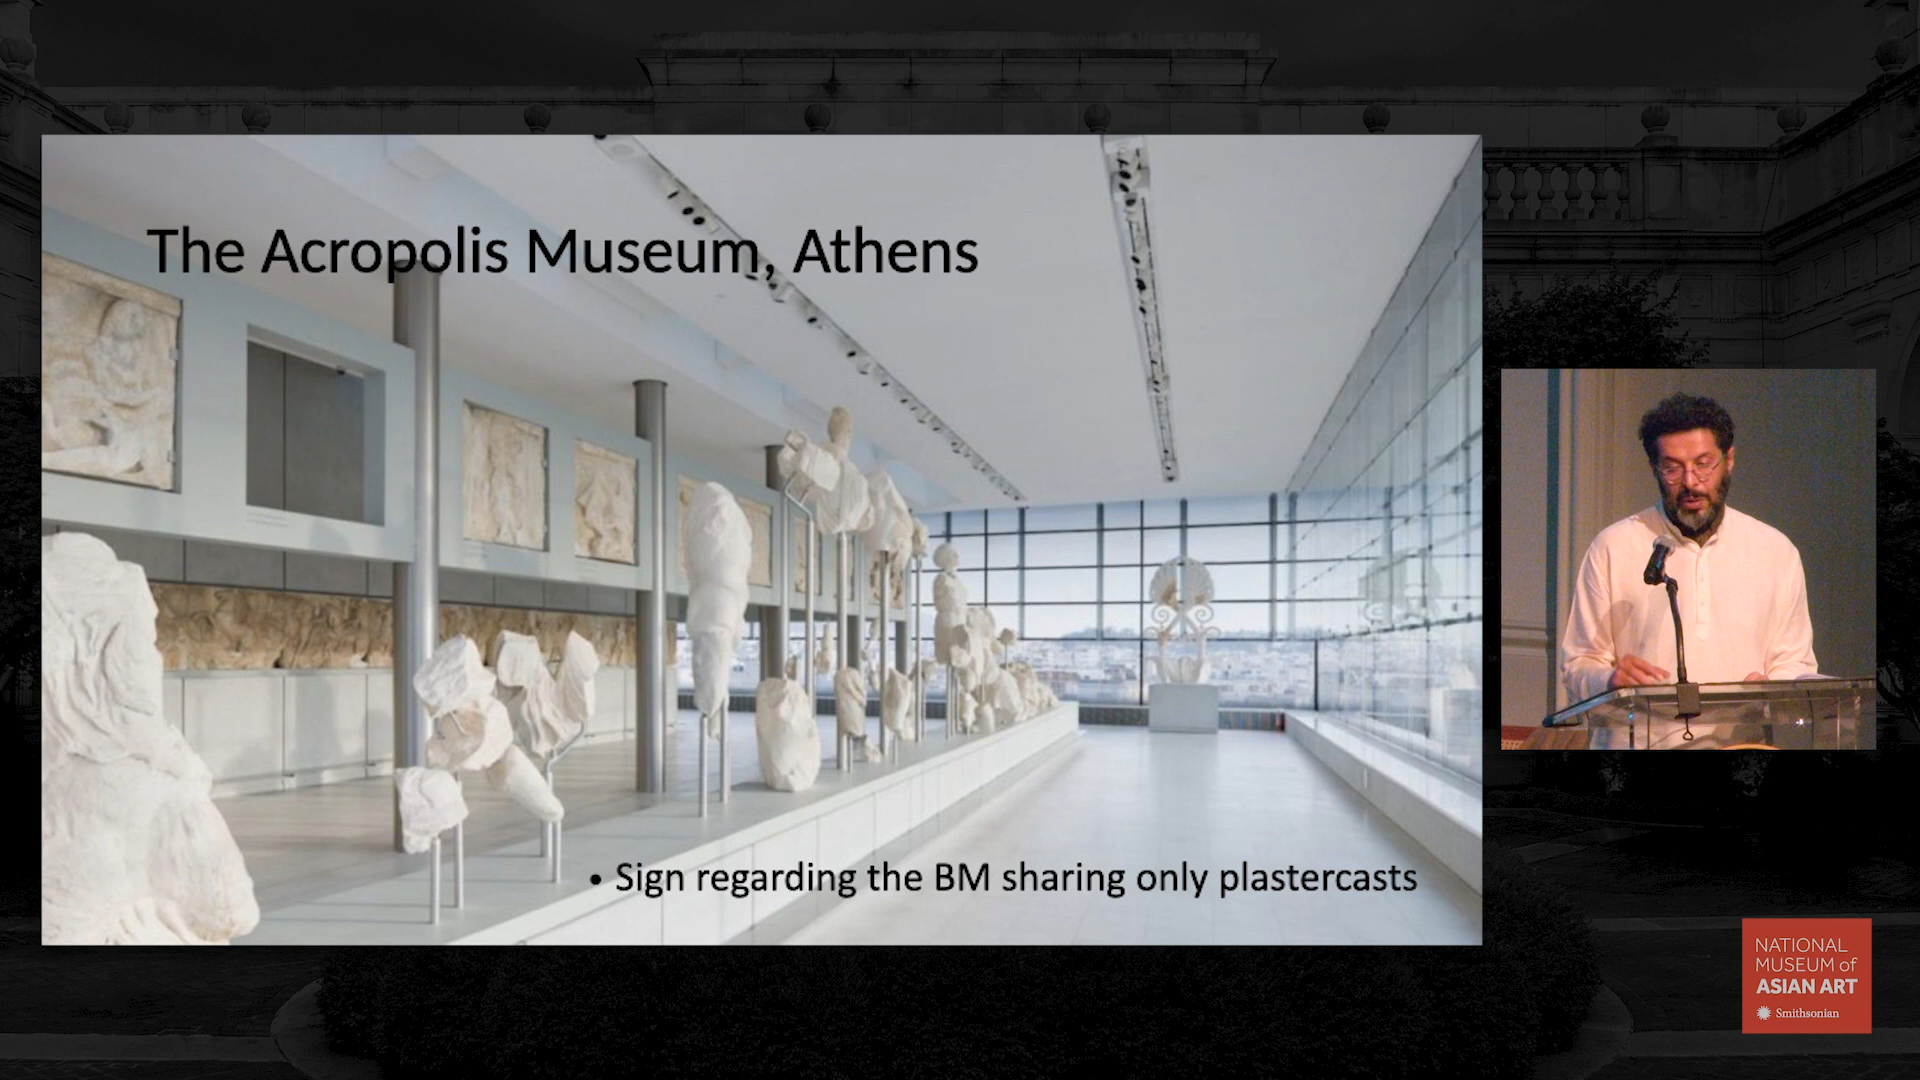 The Acropolis Museum, Athens
• Sign regarding the BM sharing only plastercasts
NATIONAL
MUSEUM of
ASIAN ART
Smithsonian